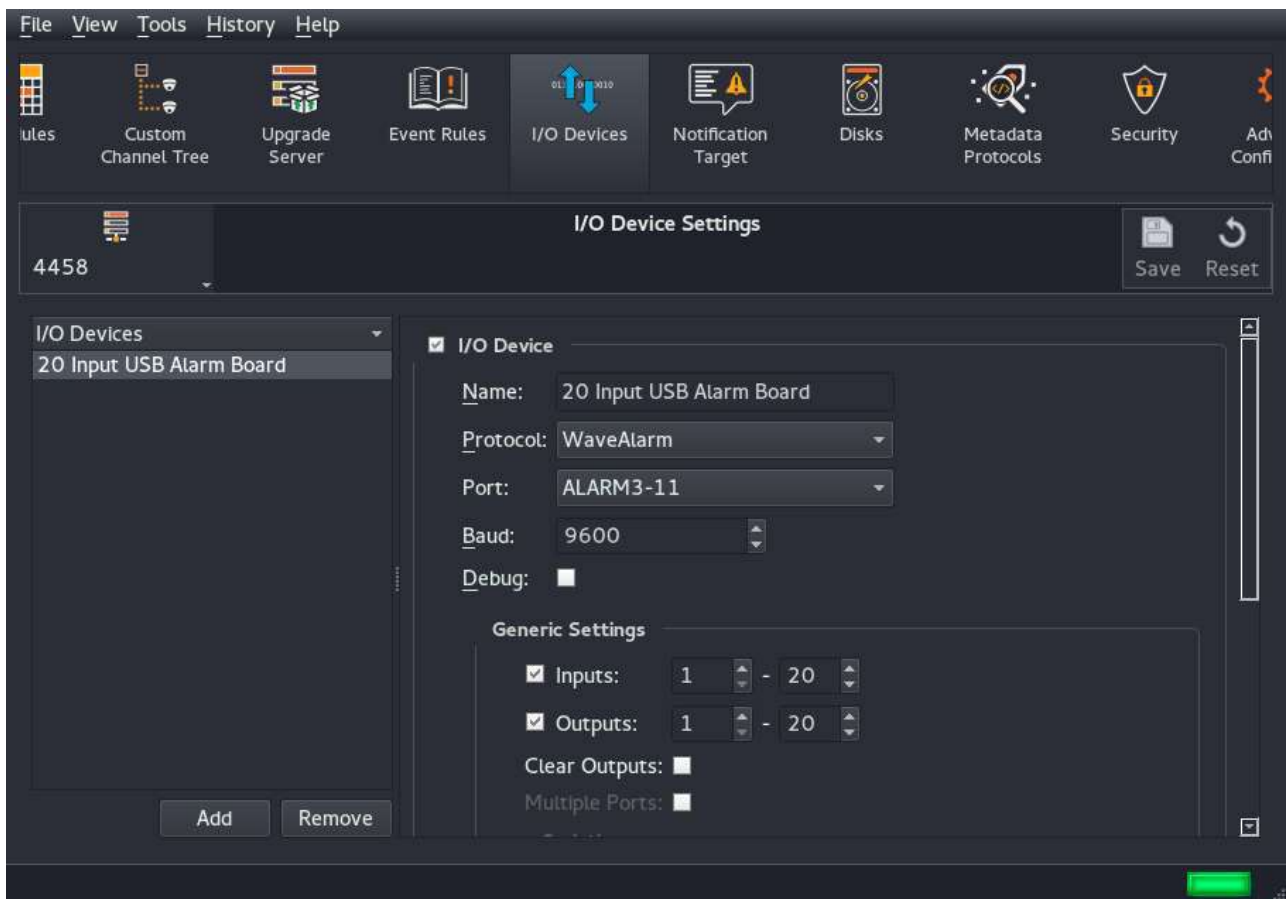 File View Tools History Help
Custom Channel Tree
Upgrade Server
Event Rules
I/O Devices
Notification Target
Disks
Metadata Protocols
Security
I/O Device Settings
4458
Save Reset
I/O Devices
20 Input USB Alarm Board
Add Remove
I/O Device
Name: 20 Input USB Alarm Board
Protocol: WaveAlarm
Port: ALARM3-11
Baud: 9600
Debug:
Generic Settings
Inputs: 1 - 20
Outputs: 1 - 20
Clear Outputs:
Multiple Ports: